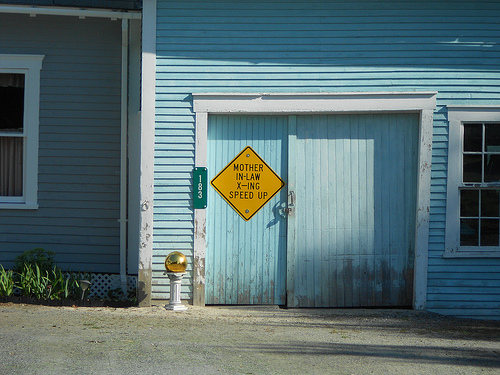 183
MOTHER
IN-LAW
X-ING
SPEED UP